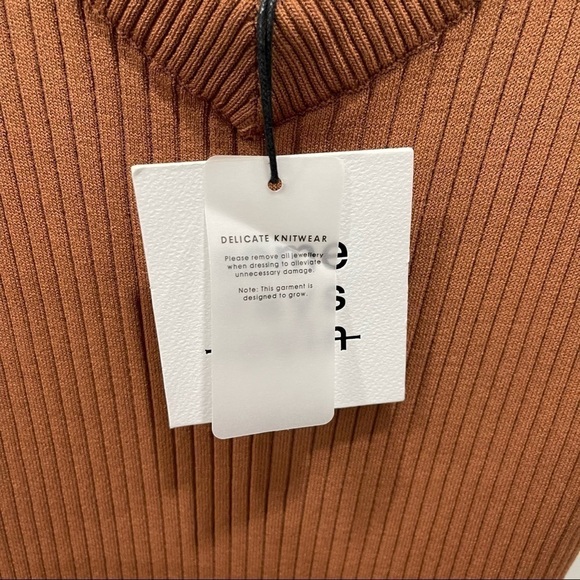 DELICATE KNITWEAR
Please remove all jewellery
when dressing to alleviate
unnecessary damage.
Note: This garment is
designed to grow.
me
s
a